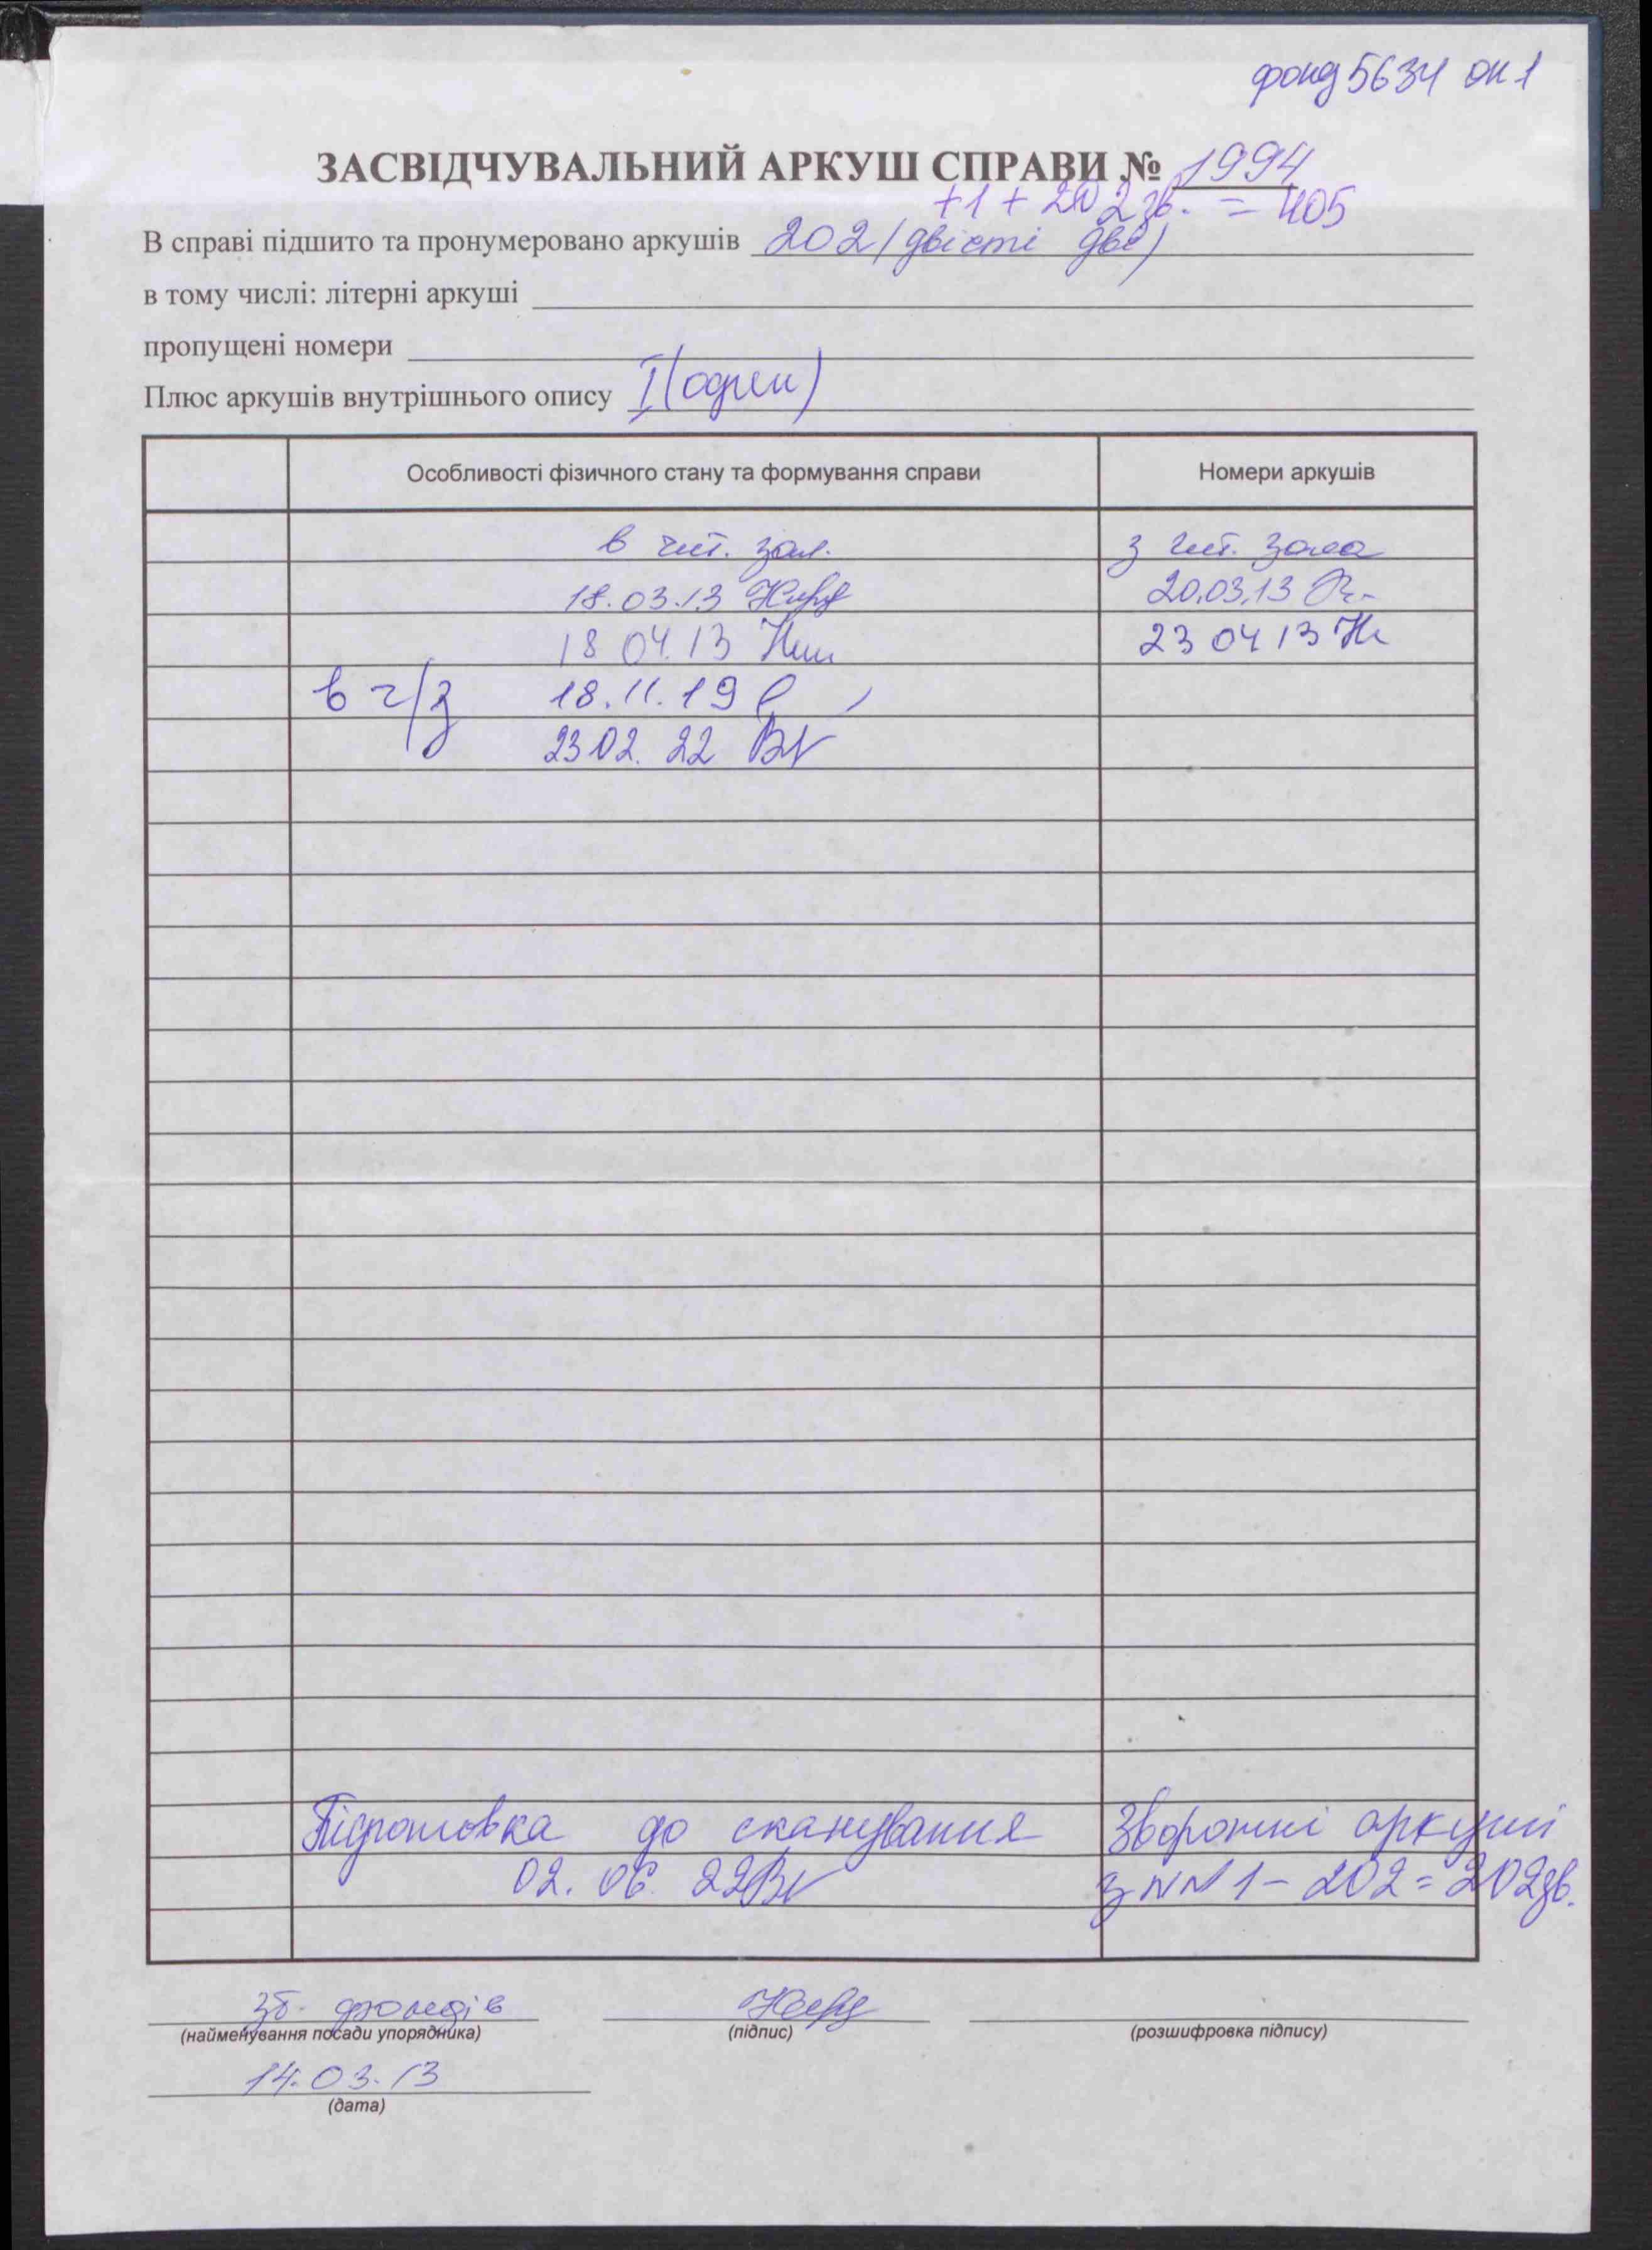 фонд 5634 оп 1
ЗАСВІДЧУВАЛЬНИЙ АРКУШ СПРАВИ № 1994
+1 + 202 зв. = 405
В справі підшито та пронумеровано аркушів 202 (двісті дві)
в тому числі: літерні аркуші
пропущені номери
Плюс аркушів внутрішнього опису I (один)
Особливості фізичного стану та формування справи Номери аркушів
в чит. зал. з чит. зала
18.03.13 20.03.13
18 04.13 23 04 13
в ч/з 18.11.19
23 02. 22
Підготовка до сканування Зворотні аркуші
02. 06. 22 з NN 1 - 202 = 202 зв.
зб. фондів
(найменування посади упорядника) (підпис) (розшифровка підпису)
14.03.13
(дата)